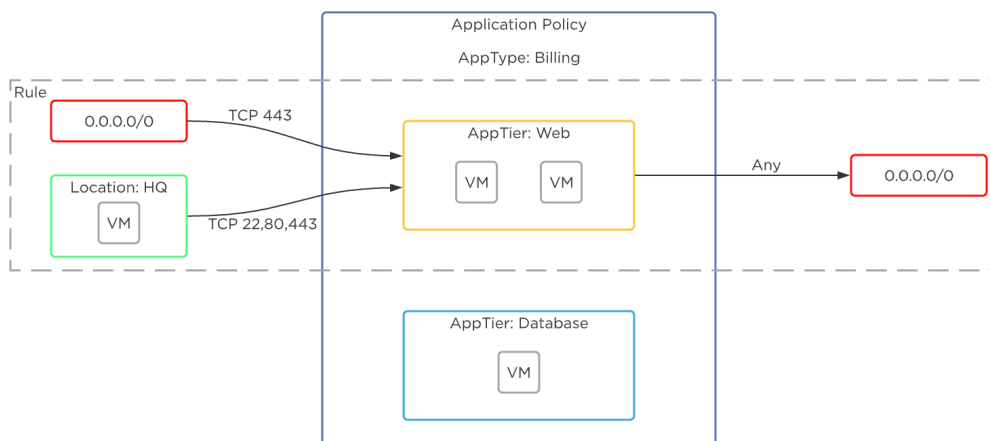 Application Policy
AppType: Billing
Rule
0.0.0.0/0
TCP 443
AppTier: Web
VM
VM
Any
0.0.0.0/0
Location: HQ
VM
TCP 22,80,443
AppTier: Database
VM